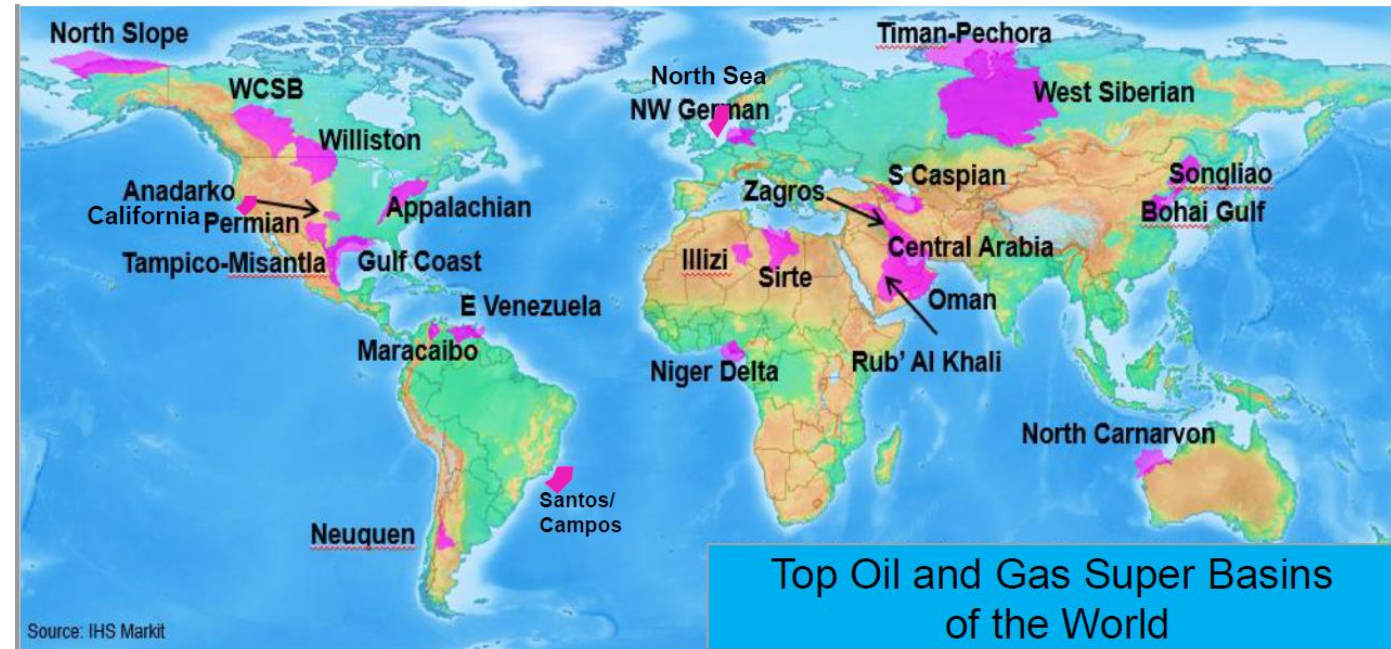 North Slope
Timan-Pechora
North Sea
WCSB
West Siberian
NW German
Williston
Songliao
S Caspian
Zagros
Anadarko
Appalachian
California
Permian
Bohai Gulf
Central Arabia
Tampico-Misantla
Gulf Coast
Illizi
Sirte
Oman
E Venezuela
Maracaibo
Niger Delta
Rub' Al Khali
North Carnarvon
Santos/
Campos
Neuquen
Top Oil and Gas Super Basins
of the World
Source: IHS Markit